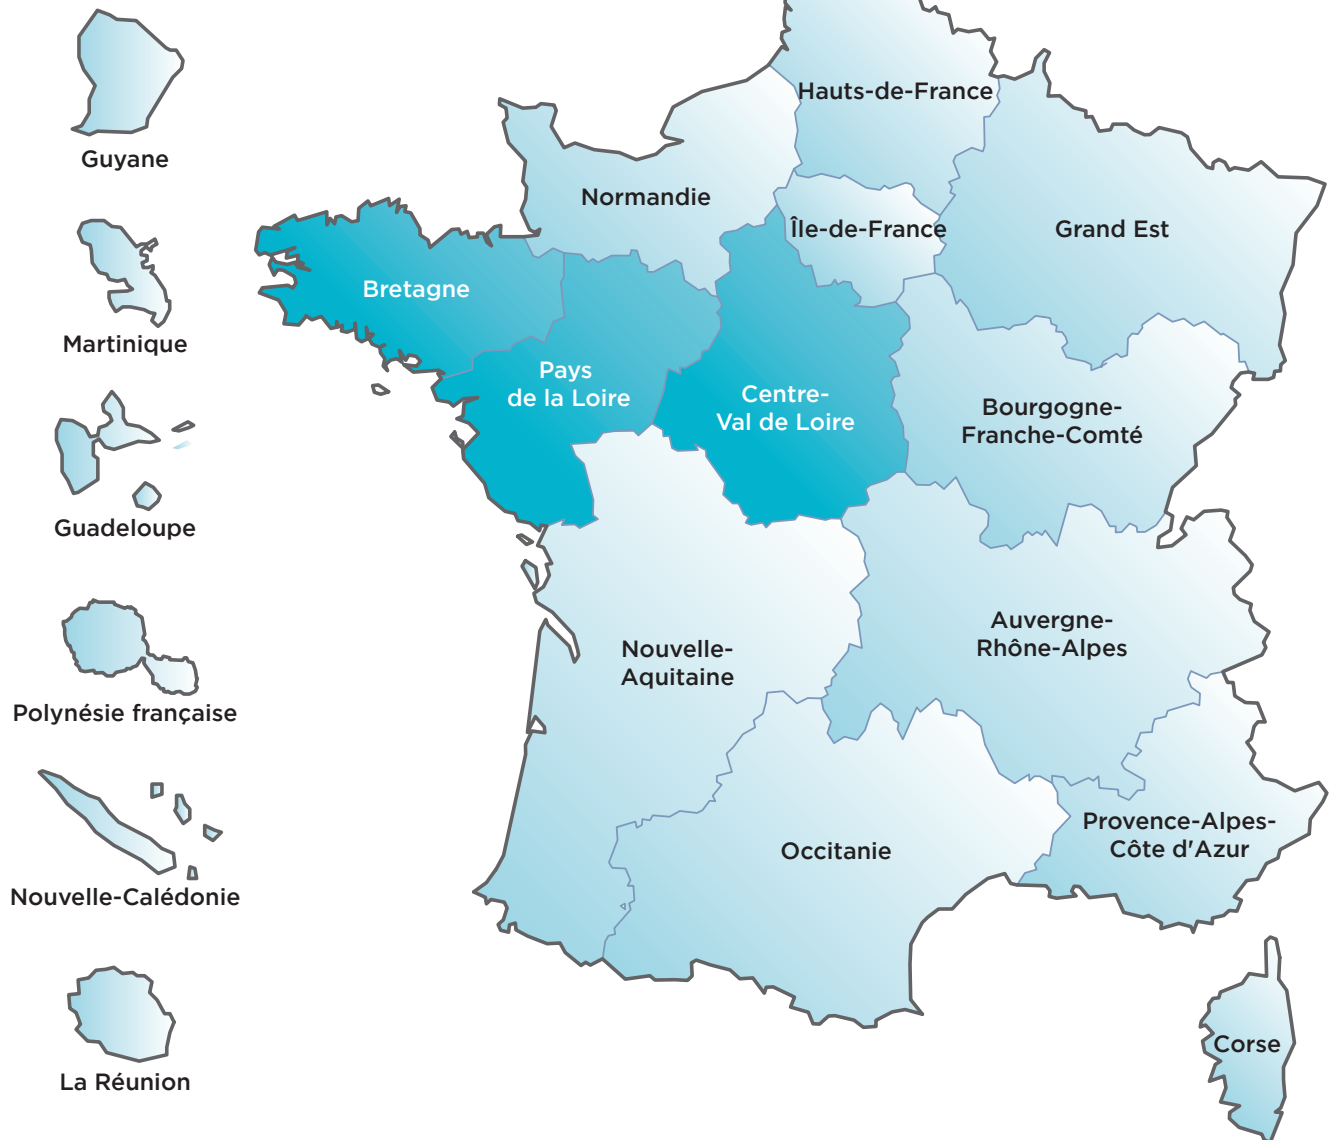 Guyane
Martinique
Guadeloupe
Polynésie française
Nouvelle-Calédonie
La Réunion
Hauts-de-France
Normandie
Île-de-France
Grand Est
Bretagne
Pays
de la Loire
Centre-
Val de Loire
Bourgogne-
Franche-Comté
Nouvelle-
Aquitaine
Auvergne-
Rhône-Alpes
Occitanie
Provence-Alpes-
Côte d'Azur
Corse